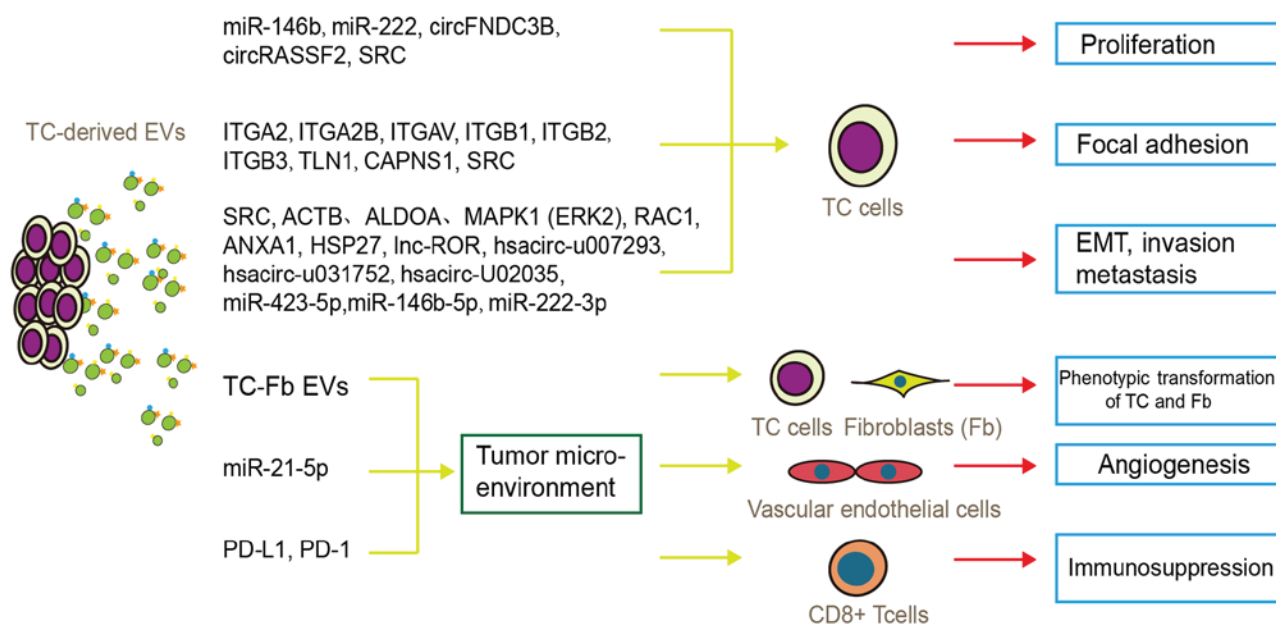 miR-146b, miR-222, circFNDC3B,
circRASSF2, SRC
Proliferation
TC-derived EVs
ITGA2, ITGA2B, ITGAV, ITGB1, ITGB2,
ITGB3, TLN1, CAPNS1, SRC
Focal adhesion
TC cells
SRC, ACTB、ALDOA、MAPK1 (ERK2), RAC1,
ANXA1, HSP27, lnc-ROR, hsacirc-u007293,
hsacirc-u031752, hsacirc-U02035,
miR-423-5p,miR-146b-5p, miR-222-3p
EMT, invasion
metastasis
TC-Fb EVs
TC cells Fibroblasts (Fb)
Phenotypic transformation
of TC and Fb
miR-21-5p
Tumor micro-
environment
Vascular endothelial cells
Angiogenesis
PD-L1, PD-1
CD8+ Tcells
Immunosuppression